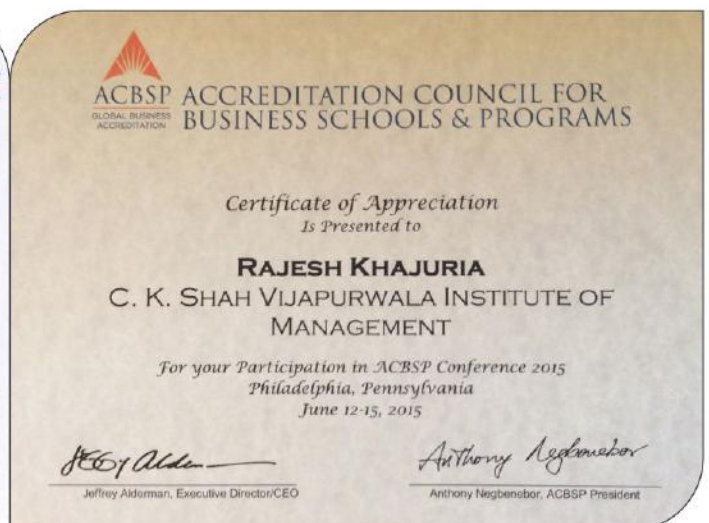 ACBSP
GLOBAL BUSINESS
ACCREDITATION
ACCREDITATION COUNCIL FOR
BUSINESS SCHOOLS & PROGRAMS
Certificate of Appreciation
Is Presented to
RAJESH KHAJURIA
C. K. SHAH VIJAPURWALA INSTITUTE OF
MANAGEMENT
For your Participation in ACBSP Conference 2015
Philadelphia, Pennsylvania
June 12-15, 2015
Jeffrey Alderman, Executive Director/CEO
Anthony Negbenebor
Anthony Negbenebor, ACBSP President